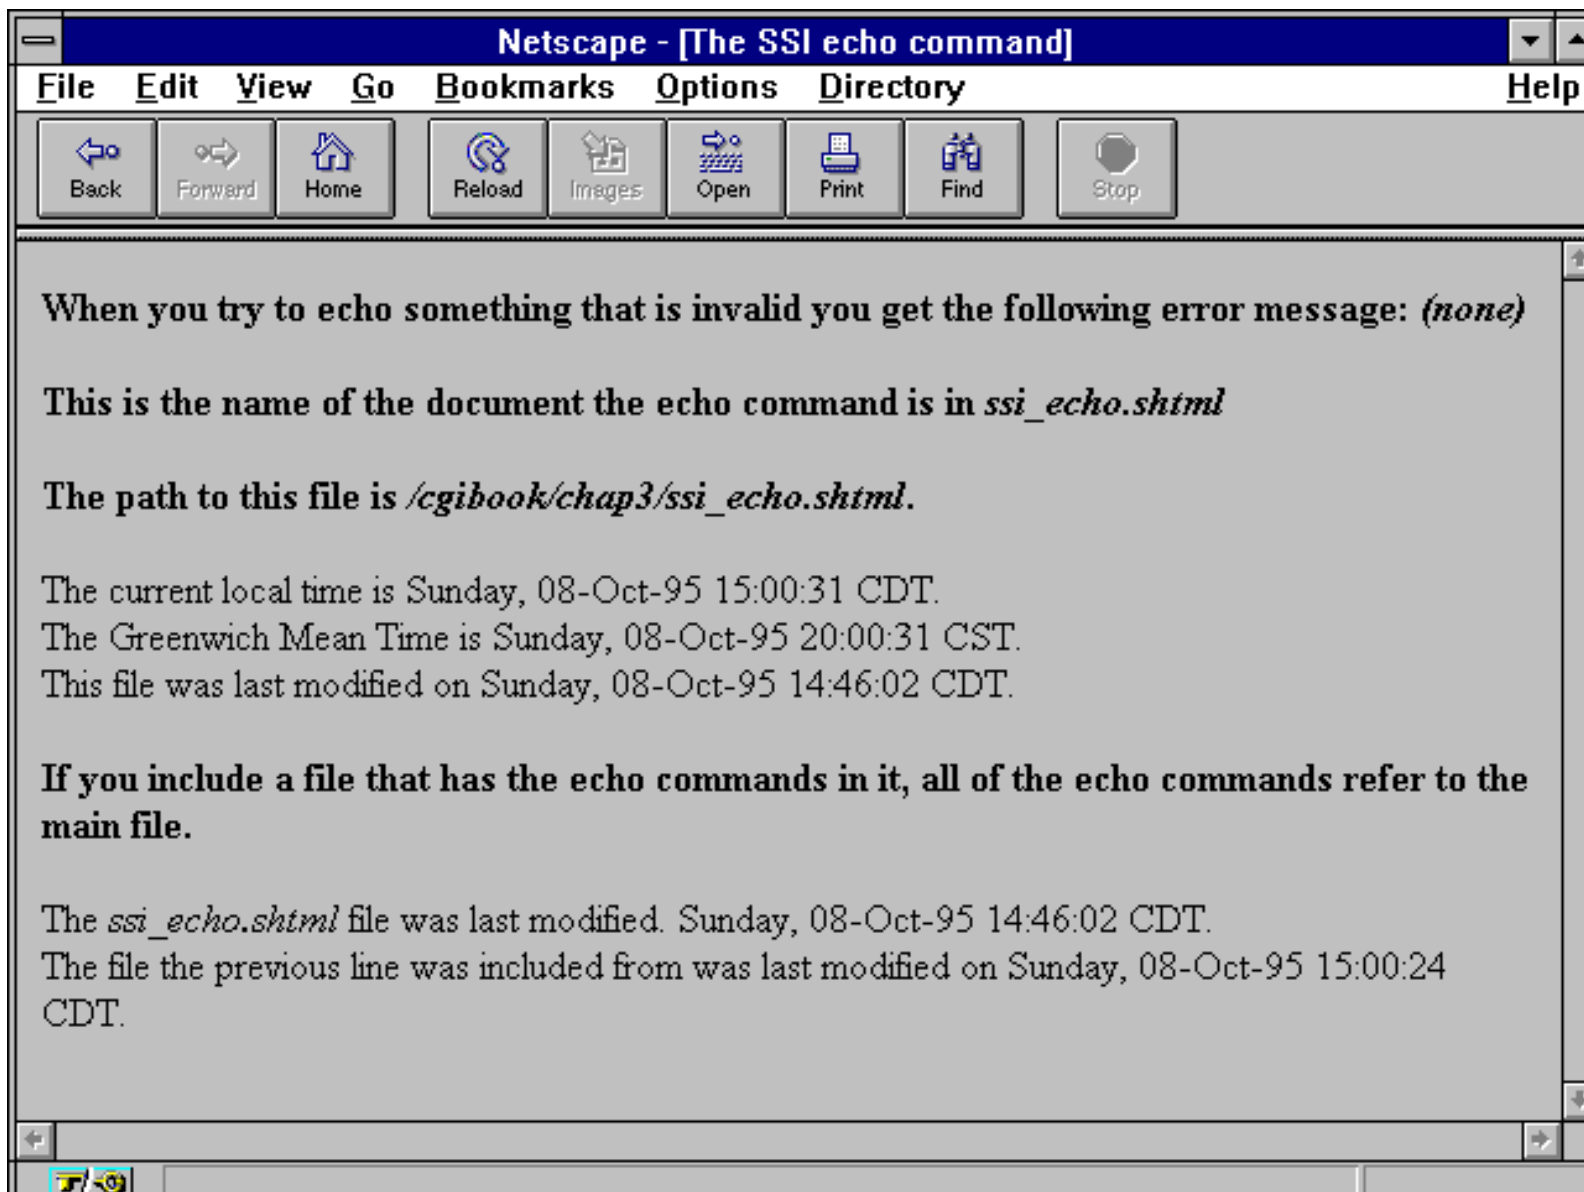 Netscape - [The SSI echo command]
File Edit View Go Bookmarks Options Directory Help
Back Forward Home Reload Images Open Print Find Stop
When you try to echo something that is invalid you get the following error message: (none)
This is the name of the document the echo command is in ssi_echo.shtml
The path to this file is /cgibook/chap3/ssi_echo.shtml.
The current local time is Sunday, 08-Oct-95 15:00:31 CDT.
The Greenwich Mean Time is Sunday, 08-Oct-95 20:00:31 CST.
This file was last modified on Sunday, 08-Oct-95 14:46:02 CDT.
If you include a file that has the echo commands in it, all of the echo commands refer to the
main file.
The ssi_echo.shtml file was last modified. Sunday, 08-Oct-95 14:46:02 CDT.
The file the previous line was included from was last modified on Sunday, 08-Oct-95 15:00:24
CDT.